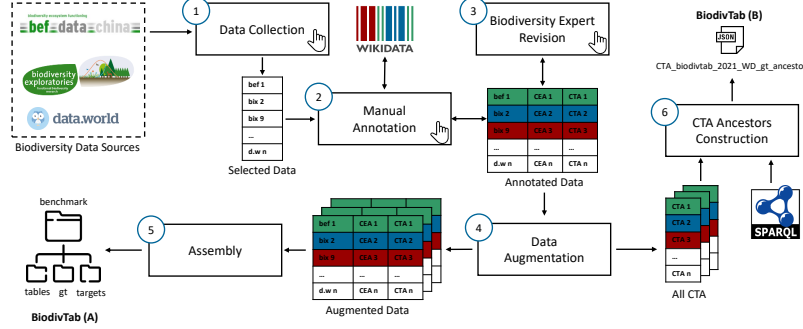 biodiversity ecosystem functioning
bef-data-china
biodiversity
exploratories
data.world
Biodiversity Data Sources
1
Data Collection
bef 1
bix 2
bix 9
...
d.w n
Selected Data
WIKIDATA
2
Manual
Annotation
3
Biodiversity Expert
Revision
bef 1 CEA 1 CTA 1
bix 2 CEA 2 CTA 2
bix 9 CEA 3 CTA 3
... ... ...
d.w n CEA n CTA n
Annotated Data
BiodivTab (B)
JSON
CTA_biodivtab_2021_WD_gt_ancesto
6
CTA Ancestors
Construction
SPARQL
CTA 1
CTA 2
CTA 3
...
CTA n
All CTA
4
Data
Augmentation
bef 1 CEA 1 CTA 1
bix 2 CEA 2 CTA 2
bix 9 CEA 3 CTA 3
... ... ...
d.w n CEA n CTA n
Augmented Data
5
Assembly
benchmark
tables gt targets
BiodivTab (A)